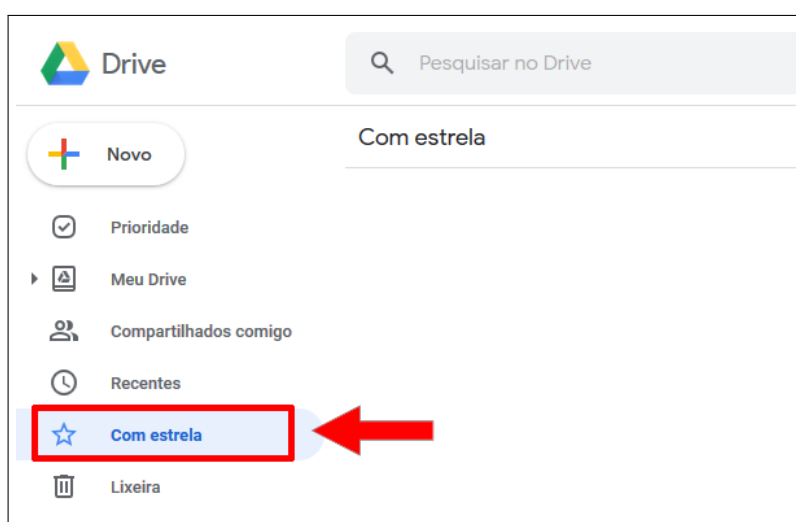 Drive
Pesquisar no Drive
Novo
Com estrela
Prioridade
Meu Drive
Compartilhados comigo
Recentes
Com estrela
Lixeira